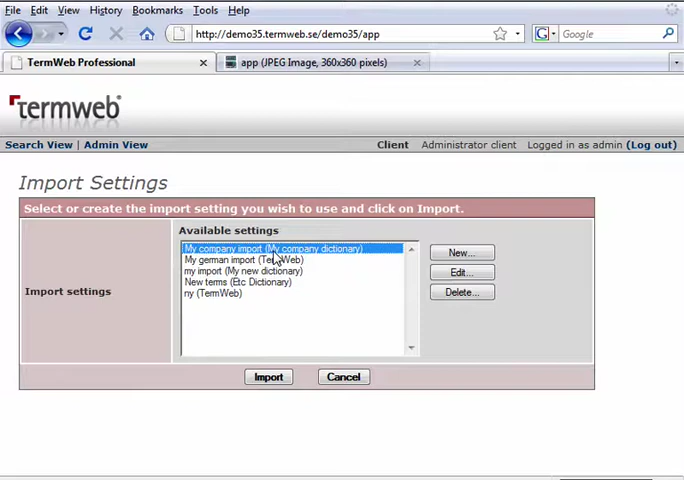 File Edit View History Bookmarks Tools Help
http://demo35.termweb.se/demo35/app
G Google
TermWeb Professional
app (JPEG Image, 360x360 pixels)
termweb
Search View | Admin View Client Administrator client Logged in as admin (Log out)
Import Settings
Select or create the import setting you wish to use and click on Import.
Available settings
My company import (My company dictionary)
My german import (TermWeb)
my import (My new dictionary)
New terms (Etc Dictionary)
ny (TermWeb)
Import settings
New...
Edit...
Delete...
Import Cancel